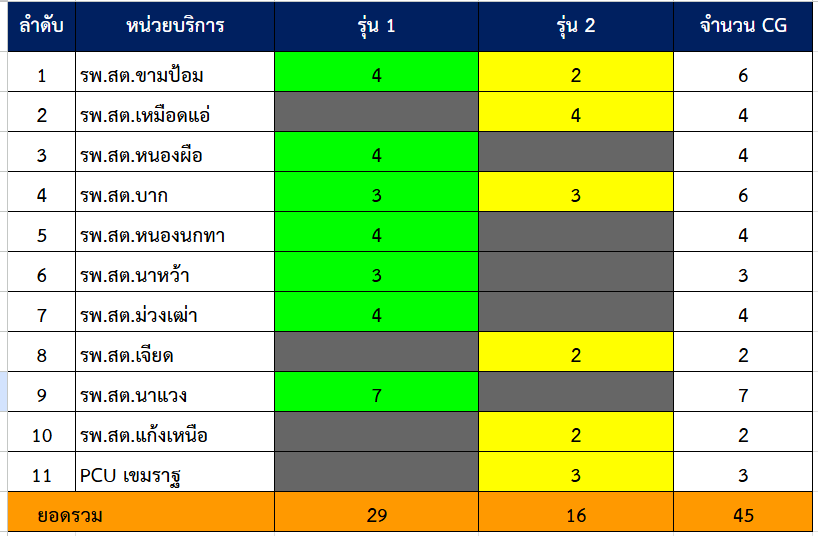 ลำดับ หน่วยบริการ รุ่น 1 รุ่น 2 จำนวน CG
1 รพ.สต.ขามป้อม 4 2 6
2 รพ.สต.เหมือดแอ่ 4 4
3 รพ.สต.หนองผือ 4 4
4 รพ.สต.บาก 3 3 6
5 รพ.สต.หนองนกทา 4 4
6 รพ.สต.นาหว้า 3 3
7 รพ.สต.ม่วงเฒ่า 4 4
8 รพ.สต.เจียด 2 2
9 รพ.สต.นาแวง 7 7
10 รพ.สต.แก้งเหนือ 2 2
11 PCU เขมราฐ 3 3
ยอดรวม 29 16 45